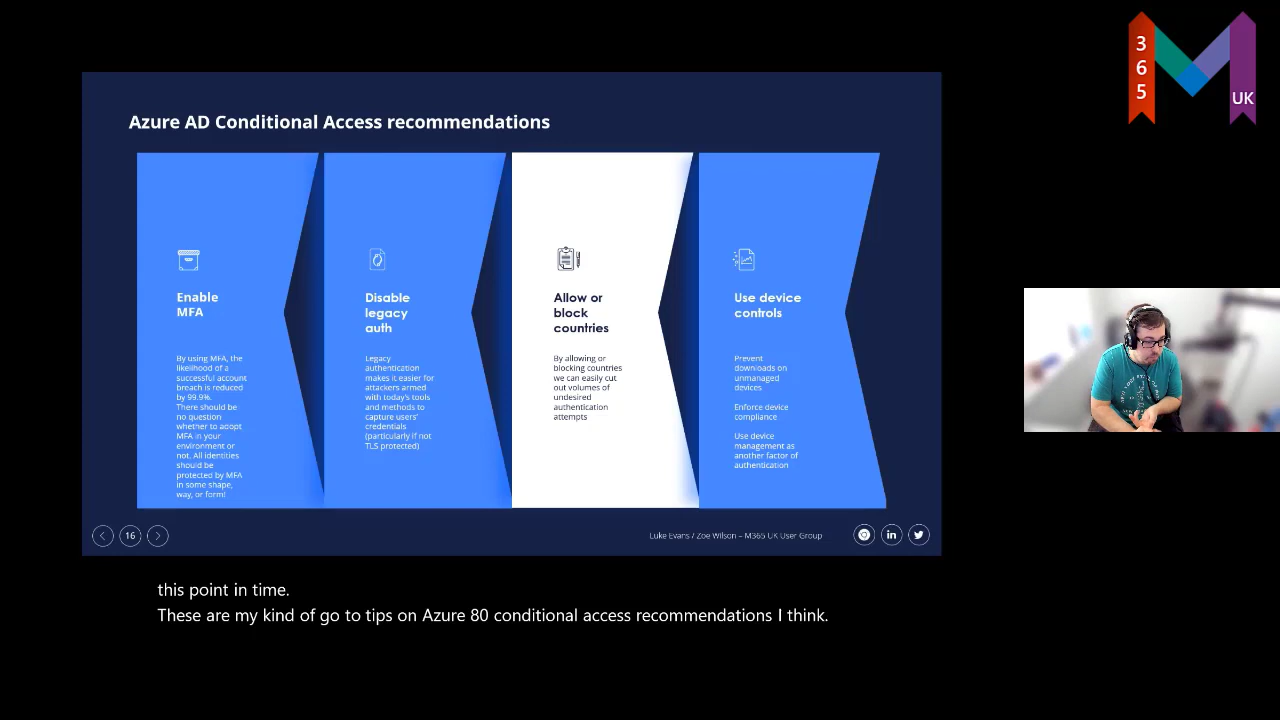 3
6
5
UK
Azure AD Conditional Access recommendations
Enable
MFA
By using MFA, the
likelihood of a
successful account
breach is reduced
by 99.9%.
There should be
no question
whether to adopt
MFA in your
environment or
not. All identities
should be
protected by MFA
in some shape,
way, or form!
Disable
legacy
auth
Legacy
authentication
makes it easier for
attackers armed
with today's tools
and methods to
capture users'
credentials
(particularly if not
TLS protected)
Allow or
block
countries
By allowing or
blocking countries
we can easily cut
out volumes of
undesired
authentication
attempts
Use device
controls
Prevent
downloads on
unmanaged
devices
Enforce device
compliance
Use device
management as
another factor of
authentication
16
Luke Evans / Zoe Wilson – M365 UK User Group
in
this point in time.
These are my kind of go to tips on Azure 80 conditional access recommendations I think.